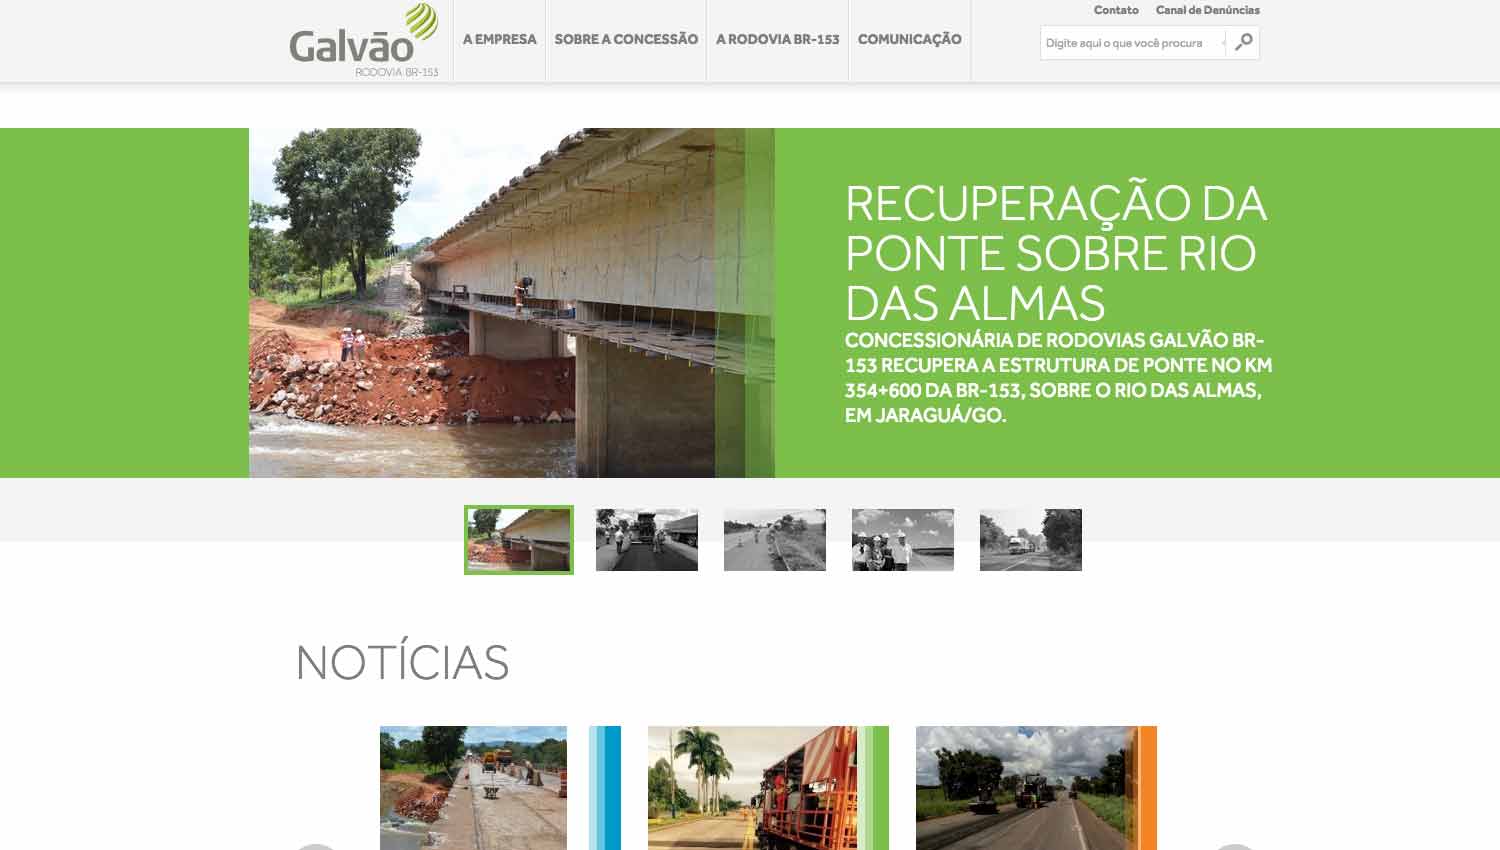 Contato Canal de Denúncias
Galvão
RODOVIA BR-153
A EMPRESA SOBRE A CONCESSÃO A RODOVIA BR-153 COMUNICAÇÃO
Digite aqui o que você procura
RECUPERAÇÃO DA
PONTE SOBRE RIO
DAS ALMAS
CONCESSIONÁRIA DE RODOVIAS GALVÃO BR-
153 RECUPERA A ESTRUTURA DE PONTE NO KM
354+600 DA BR-153, SOBRE O RIO DAS ALMAS,
EM JARAGUÁ/GO.
NOTÍCIAS